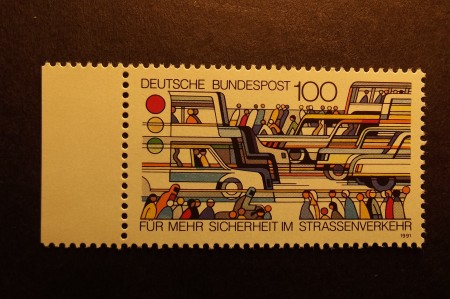 DEUTSCHE BUNDESPOST 100
FÜR MEHR SICHERHEIT IM STRASSENVERKEHR
1991